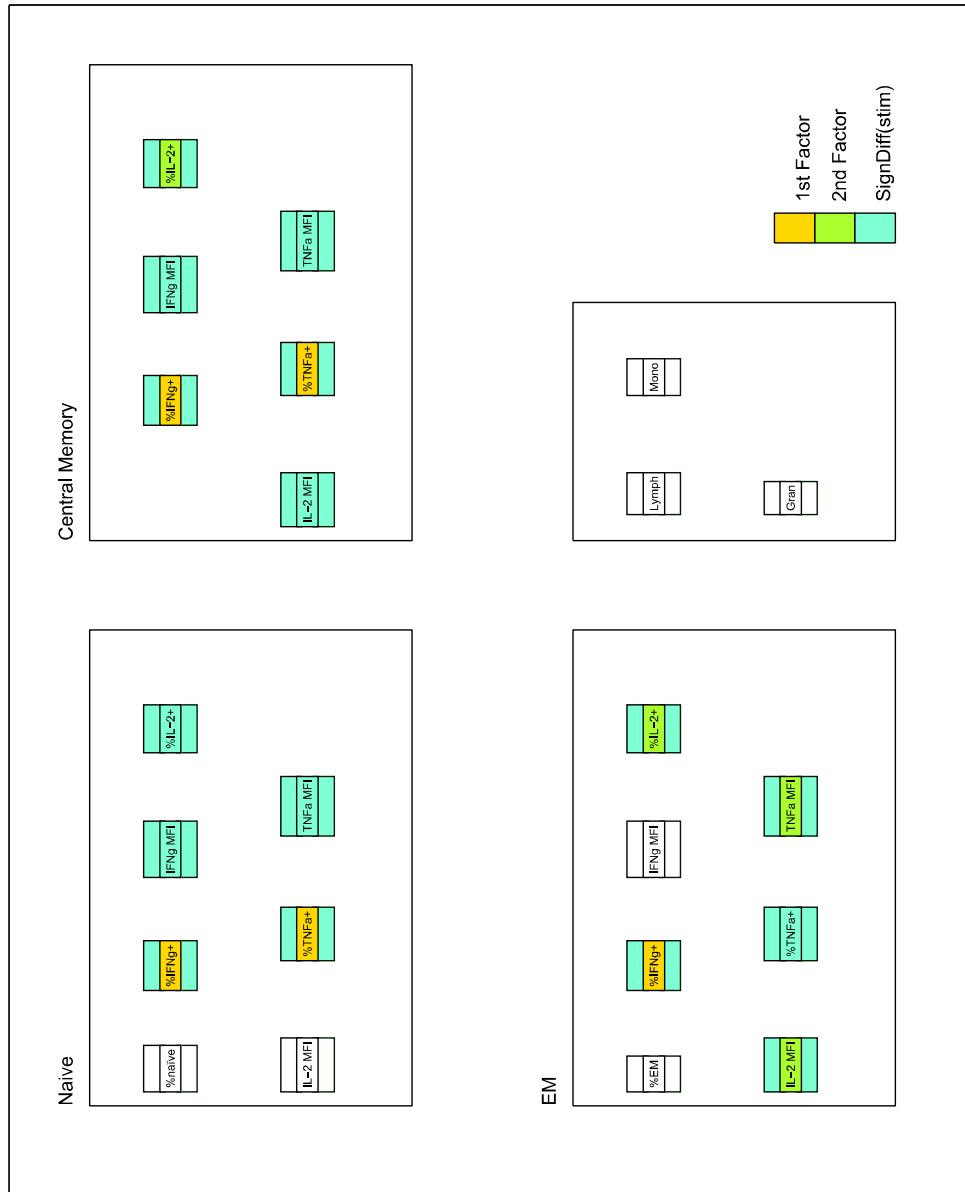 Naïve
%naïve
%IFNg+
IFNg MFI
%IL−2+
IL−2 MFI
%TNFa+
TNFa MFI
Central Memory
%IFNg+
IFNg MFI
%IL−2+
IL−2 MFI
%TNFa+
TNFa MFI
EM
%EM
%IFNg+
IFNg MFI
%IL−2+
IL−2 MFI
%TNFa+
TNFa MFI
Lymph
Mono
Gran
1st Factor
2nd Factor
SignDiff(stim)